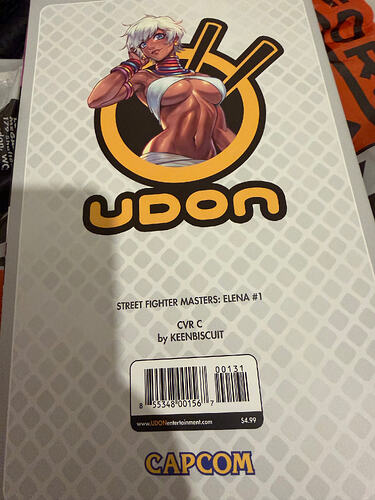 UDON
STREET FIGHTER MASTERS: ELENA #1
CVR C
by KEENBISCUIT
00131
8 55348 00156 7
www.UDONentertainment.com $4.99
CAPCOM